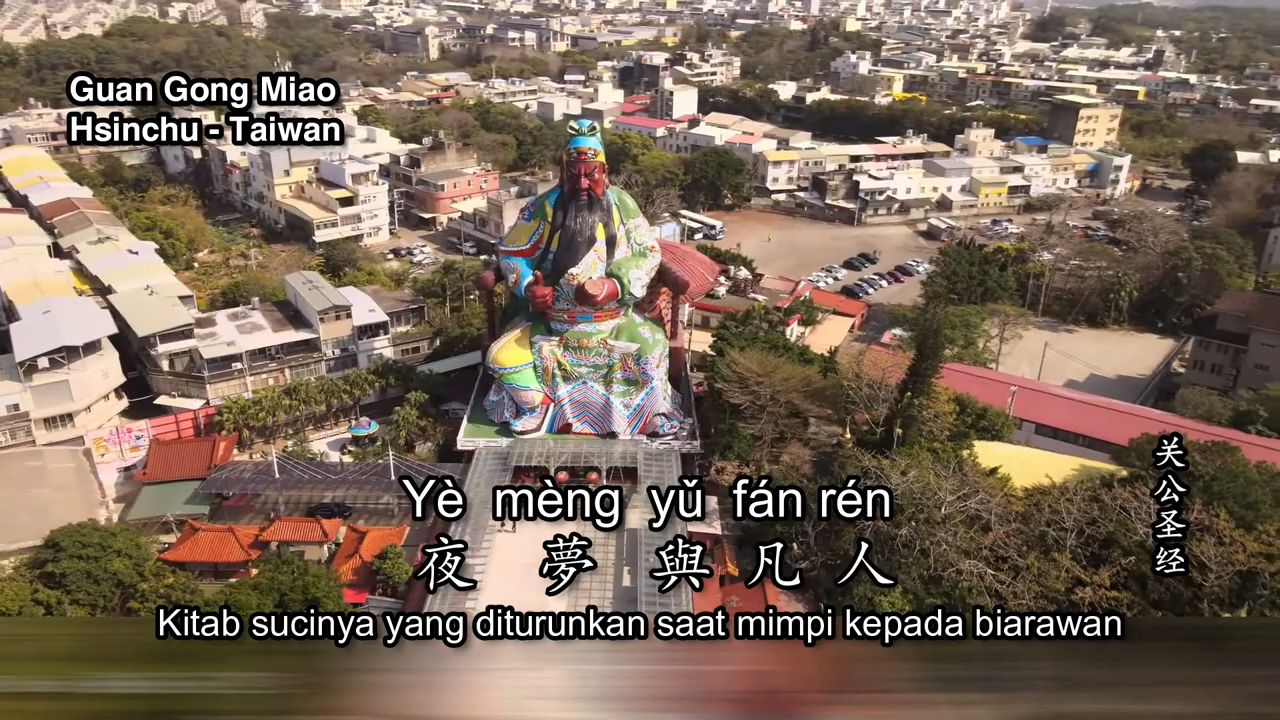 Guan Gong Miao
Hsinchu - Taiwan
关公圣经
Yè mèng yǔ fán rén
夜夢與凡人
Kitab sucinya yang diturunkan saat mimpi kepada biarawan